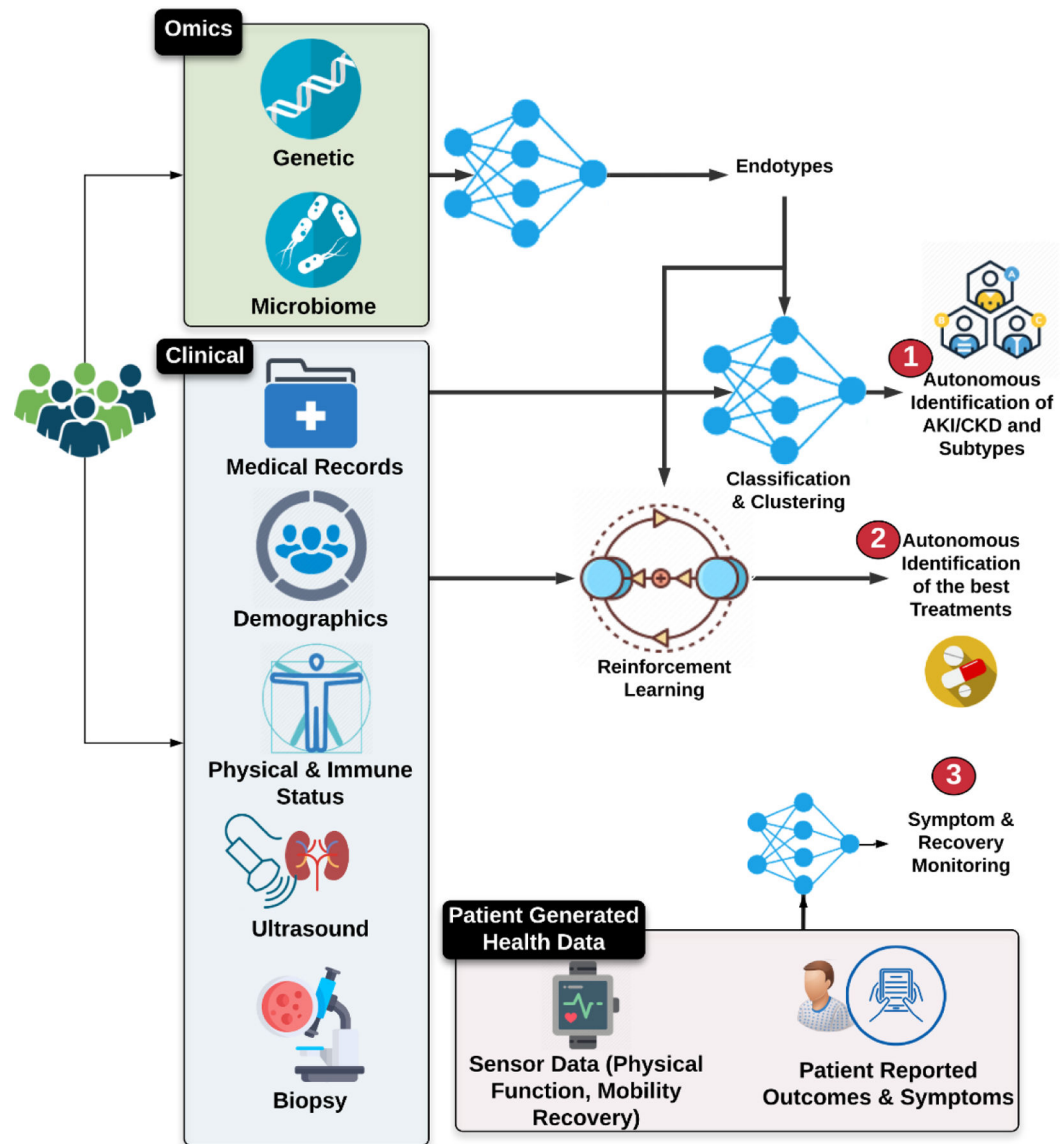 Omics
Genetic
Microbiome
Endotypes
Clinical
Medical Records
Demographics
Physical & Immune
Status
Ultrasound
Biopsy
Classification
& Clustering
A
B
C
1
Autonomous
Identification of
AKI/CKD and
Subtypes
Reinforcement
Learning
2
Autonomous
Identification
of the best
Treatments
3
Symptom &
Recovery
Monitoring
Patient Generated
Health Data
Sensor Data (Physical
Function, Mobility
Recovery)
Patient Reported
Outcomes & Symptoms